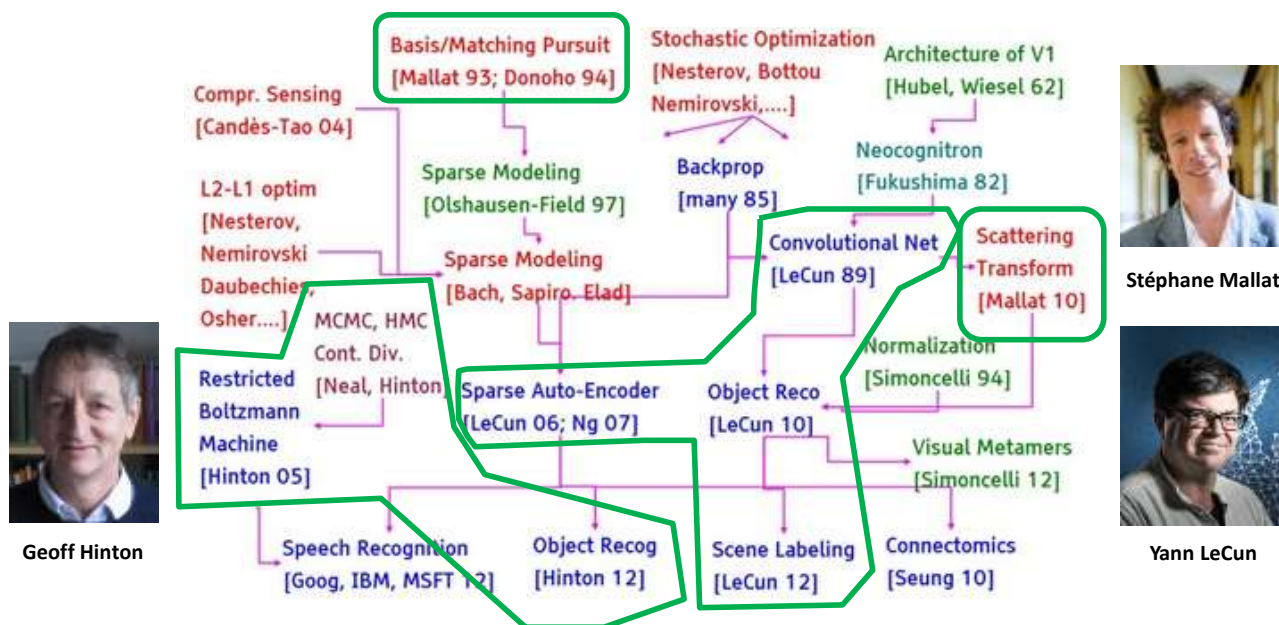 Basis/Matching Pursuit
[Mallat 93; Donoho 94]
Stochastic Optimization
[Nesterov, Bottou
Nemirovski,....]
Architecture of V1
[Hubel, Wiesel 62]
Compr. Sensing
[Candès-Tao 04]
Stéphane Mallat
Sparse Modeling
[Olshausen-Field 97]
Backprop
[many 85]
Neocognitron
[Fukushima 82]
L2-L1 optim
[Nesterov,
Nemirovski
Daubechies,
Osher....]
Sparse Modeling
[Bach, Sapiro. Elad]
Convolutional Net
[LeCun 89]
Scattering
Transform
[Mallat 10]
MCMC, HMC
Cont. Div.
[Neal, Hinton]
Normalization
[Simoncelli 94]
Restricted
Boltzmann
Machine
[Hinton 05]
Sparse Auto-Encoder
[LeCun 06; Ng 07]
Object Reco
[LeCun 10]
Visual Metamers
[Simoncelli 12]
Geoff Hinton
Speech Recognition
[Goog, IBM, MSFT 12]
Object Recog
[Hinton 12]
Scene Labeling
[LeCun 12]
Connectomics
[Seung 10]
Yann LeCun